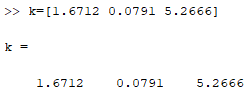 >> k=[1.6712 0.0791 5.2666]
k =
1.6712 0.0791 5.2666